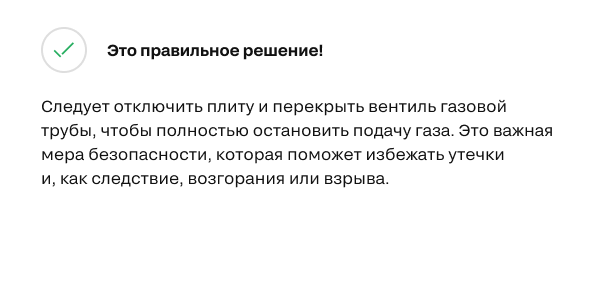 Это правильное решение!
Следует отключить плиту и перекрыть вентиль газовой
трубы, чтобы полностью остановить подачу газа. Это важная
мера безопасности, которая поможет избежать утечки
и, как следствие, возгорания или взрыва.